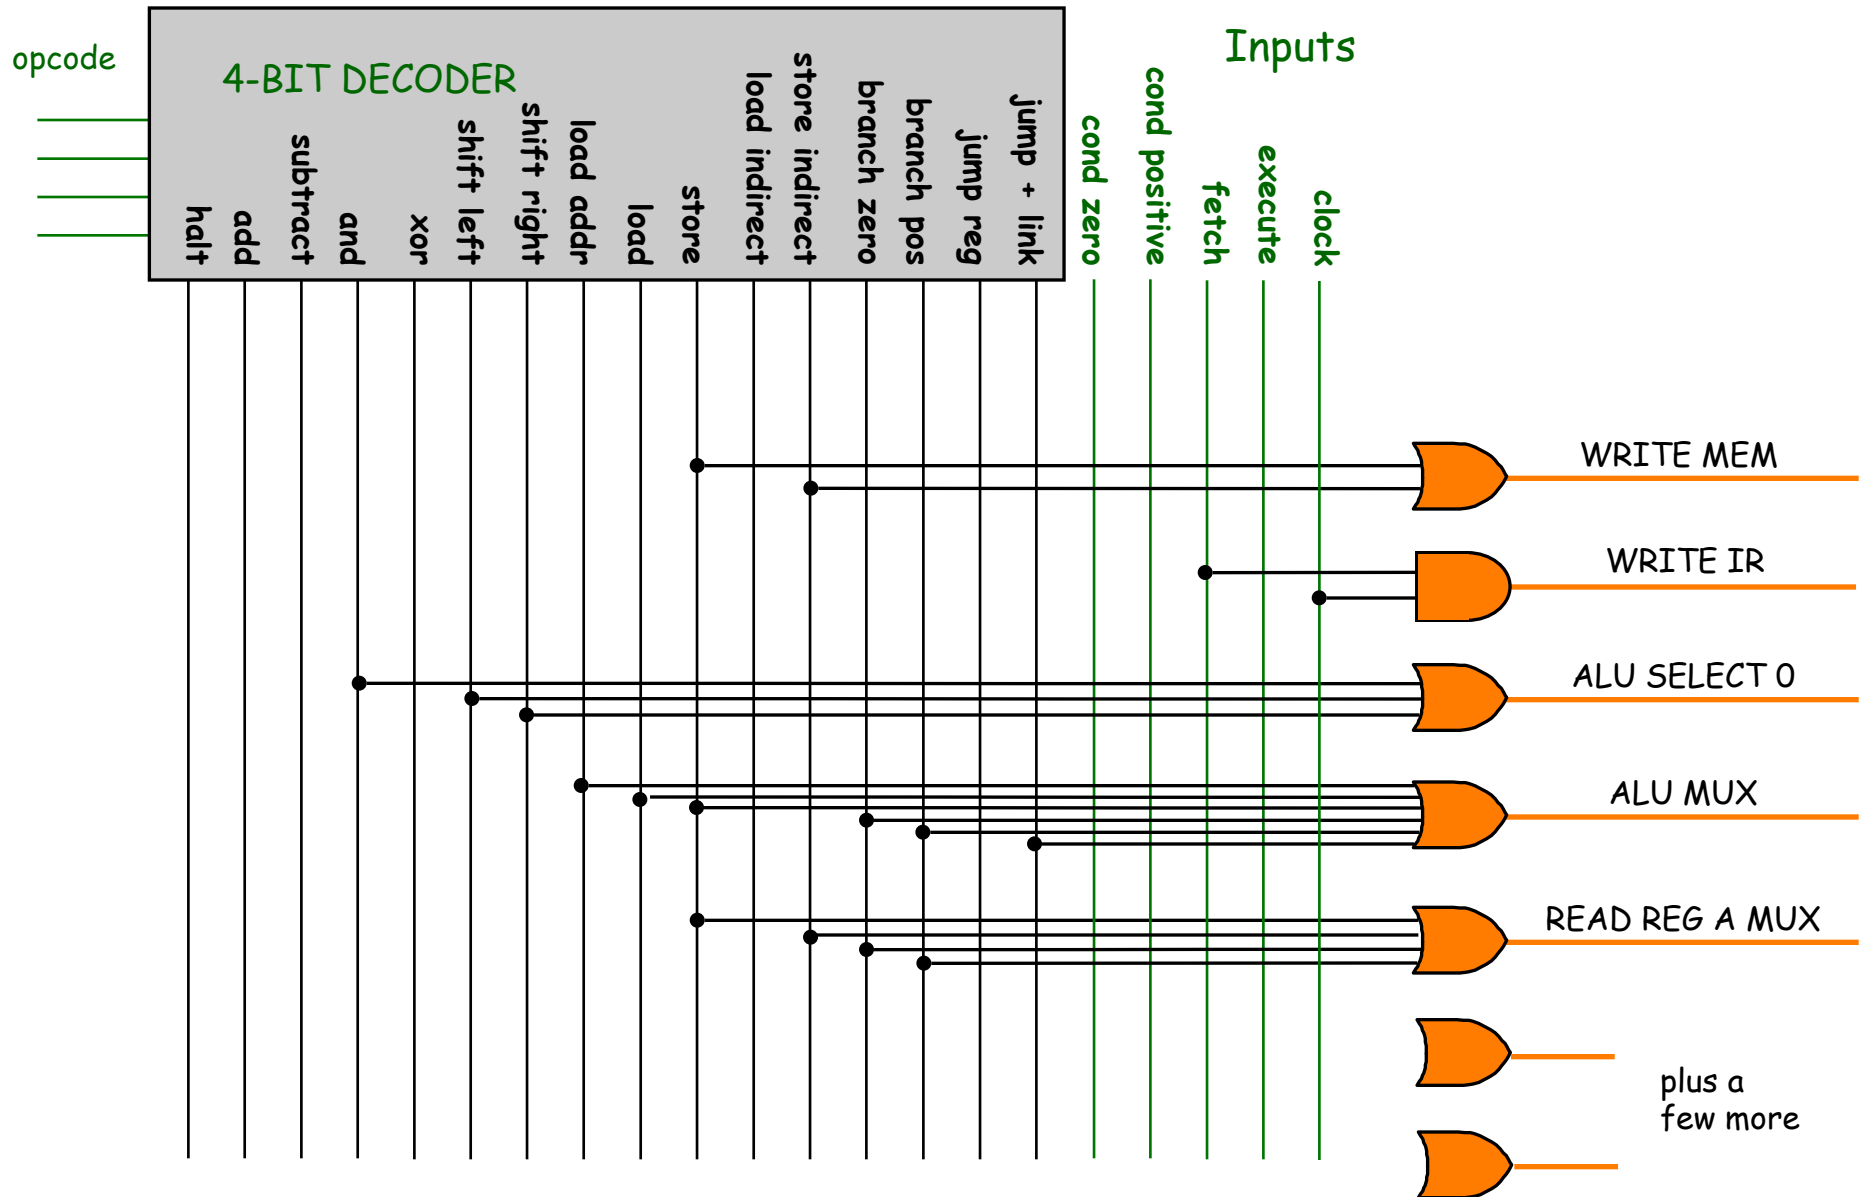 opcode
4-BIT DECODER
Inputs
halt
add
subtract
and
xor
shift left
shift right
load addr
load
store
load indirect
store indirect
branch zero
branch pos
jump reg
jump + link
cond zero
cond positive
fetch
execute
clock
WRITE MEM
WRITE IR
ALU SELECT 0
ALU MUX
READ REG A MUX
plus a
few more